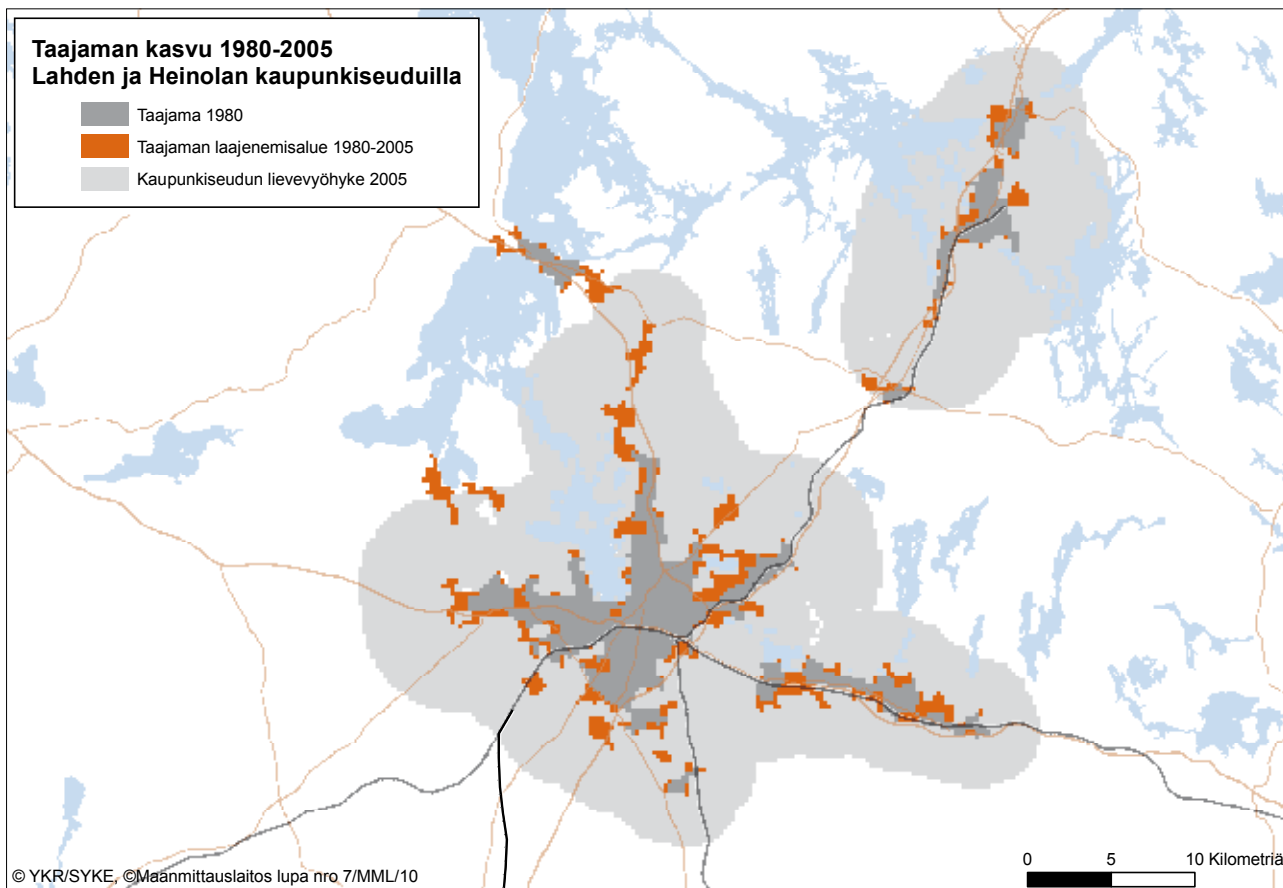 Taajaman kasvu 1980-2005
Lahden ja Heinolan kaupunkiseuduilla
Taajama 1980
Taajaman laajenemisalue 1980-2005
Kaupunkiseudun lievevyöhyke 2005
© YKR/SYKE, ©Maanmittauslaitos lupa nro 7/MML/10
0 5 10 Kilometriä